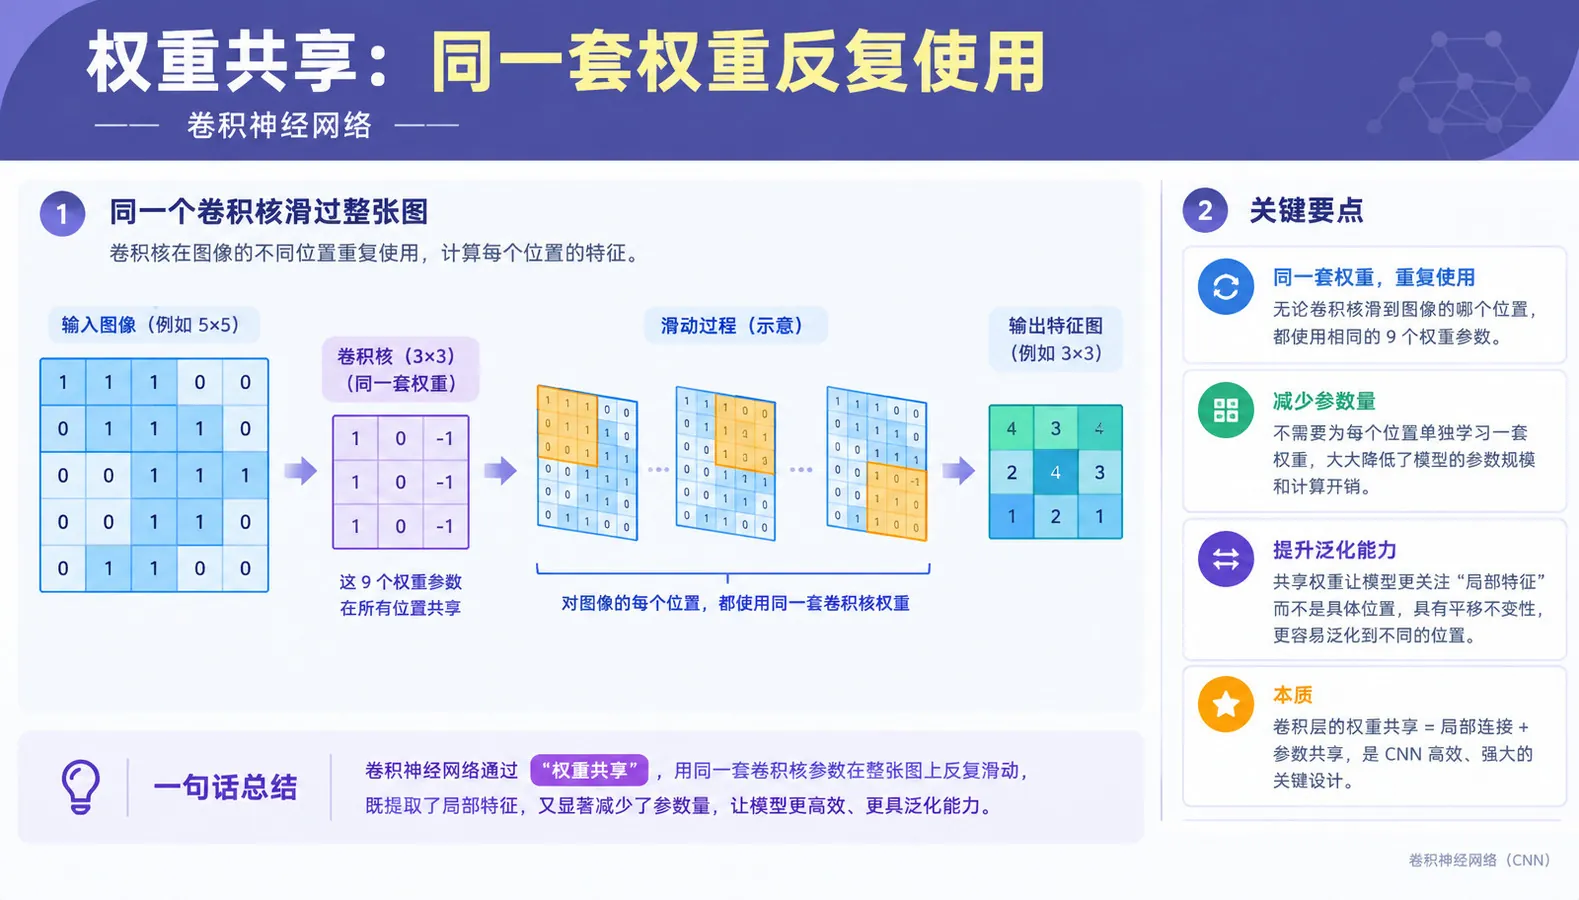 权重共享：同一套权重反复使用
卷积神经网络
1 同一个卷积核滑过整张图
卷积核在图像的不同位置重复使用，计算每个位置的特征。
输入图像（例如 5×5）
1 1 1 0 0
0 1 1 1 0
0 0 1 1 1
0 0 1 1 0
0 1 1 0 0
卷积核（3×3）
（同一套权重）
1 0 -1
1 0 -1
1 0 -1
这 9 个权重参数
在所有位置共享
滑动过程（示意）
对图像的每个位置，都使用同一套卷积核权重
输出特征图
（例如 3×3）
4 3 4
2 4 3
1 2 1
2 关键要点
同一套权重，重复使用
无论卷积核滑到图像的哪个位置，
都使用相同的 9 个权重参数。
减少参数量
不需要为每个位置单独学习一套
权重，大大降低了模型的参数规模
和计算开销。
提升泛化能力
共享权重让模型更关注“局部特征”
而不是具体位置，具有平移不变性，
更容易泛化到不同的位置。
本质
卷积层的权重共享 = 局部连接 +
参数共享，是 CNN 高效、强大的
关键设计。
一句话总结
卷积神经网络通过 “权重共享” ，用同一套卷积核参数在整张图上反复滑动，
既提取了局部特征，又显著减少了参数量，让模型更高效、更具泛化能力。
卷积神经网络（CNN）